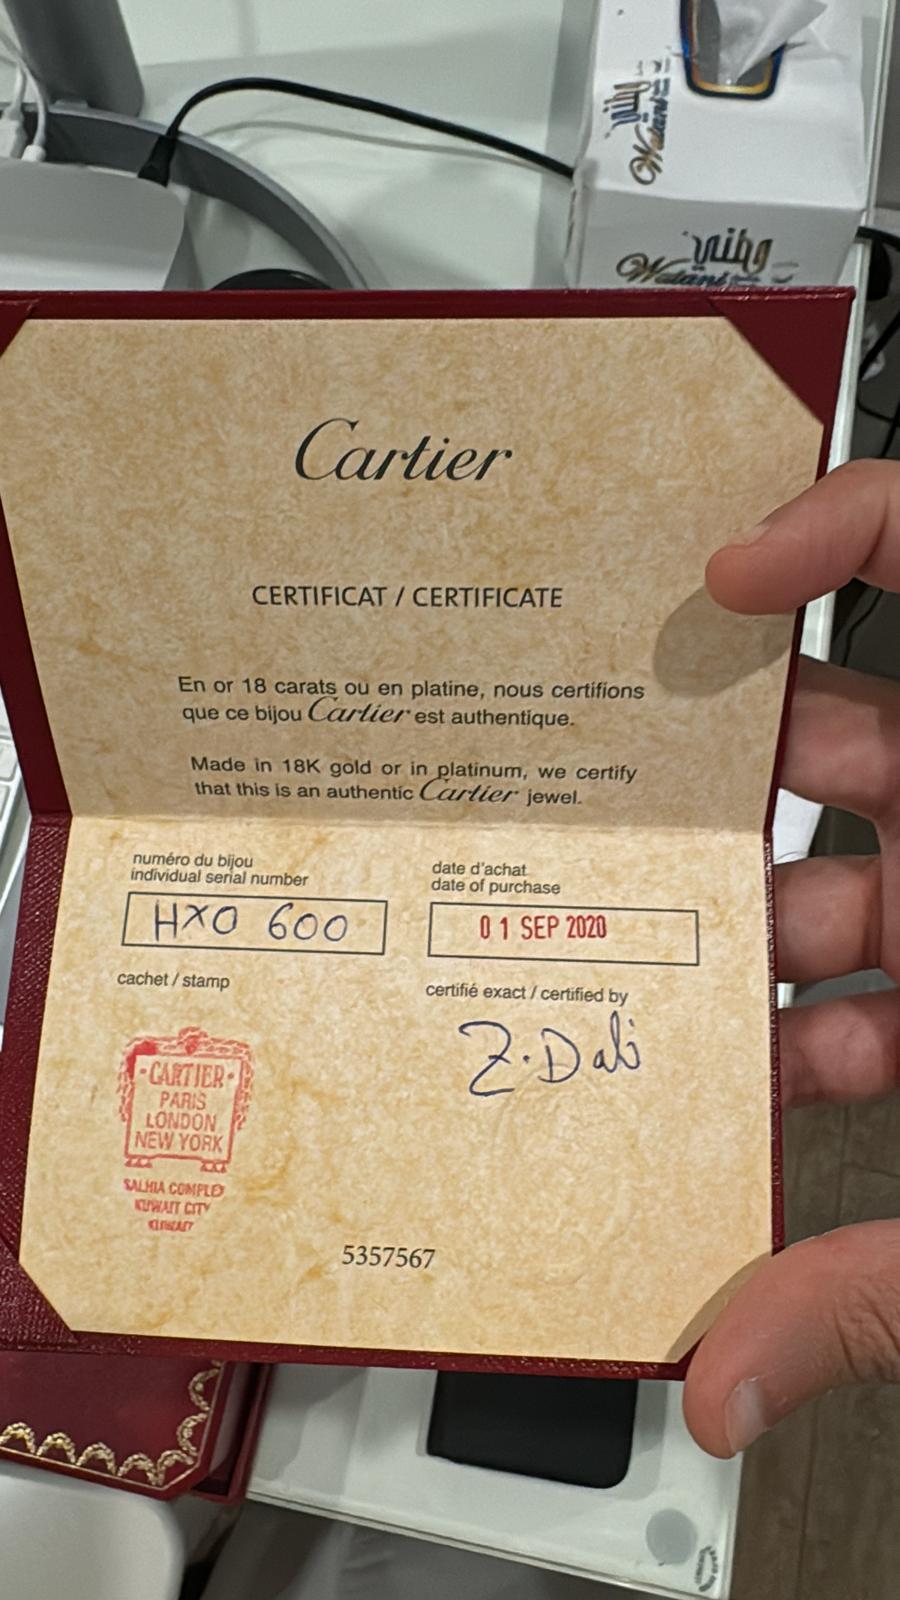 وطني
Watani
وطني
Watani
Cartier
CERTIFICAT / CERTIFICATE
En or 18 carats ou en platine, nous certifions
que ce bijou Cartier est authentique.
Made in 18K gold or in platinum, we certify
that this is an authentic Cartier jewel.
numéro du bijou
individual serial number
HXO 600
date d'achat
date of purchase
01 SEP 2020
cachet / stamp
certifié exact / certified by
Z. Dabi
CARTIER
PARIS
LONDON
NEW YORK
SALHIA COMPLEX
KUWAIT CITY
KUWAIT
5357567